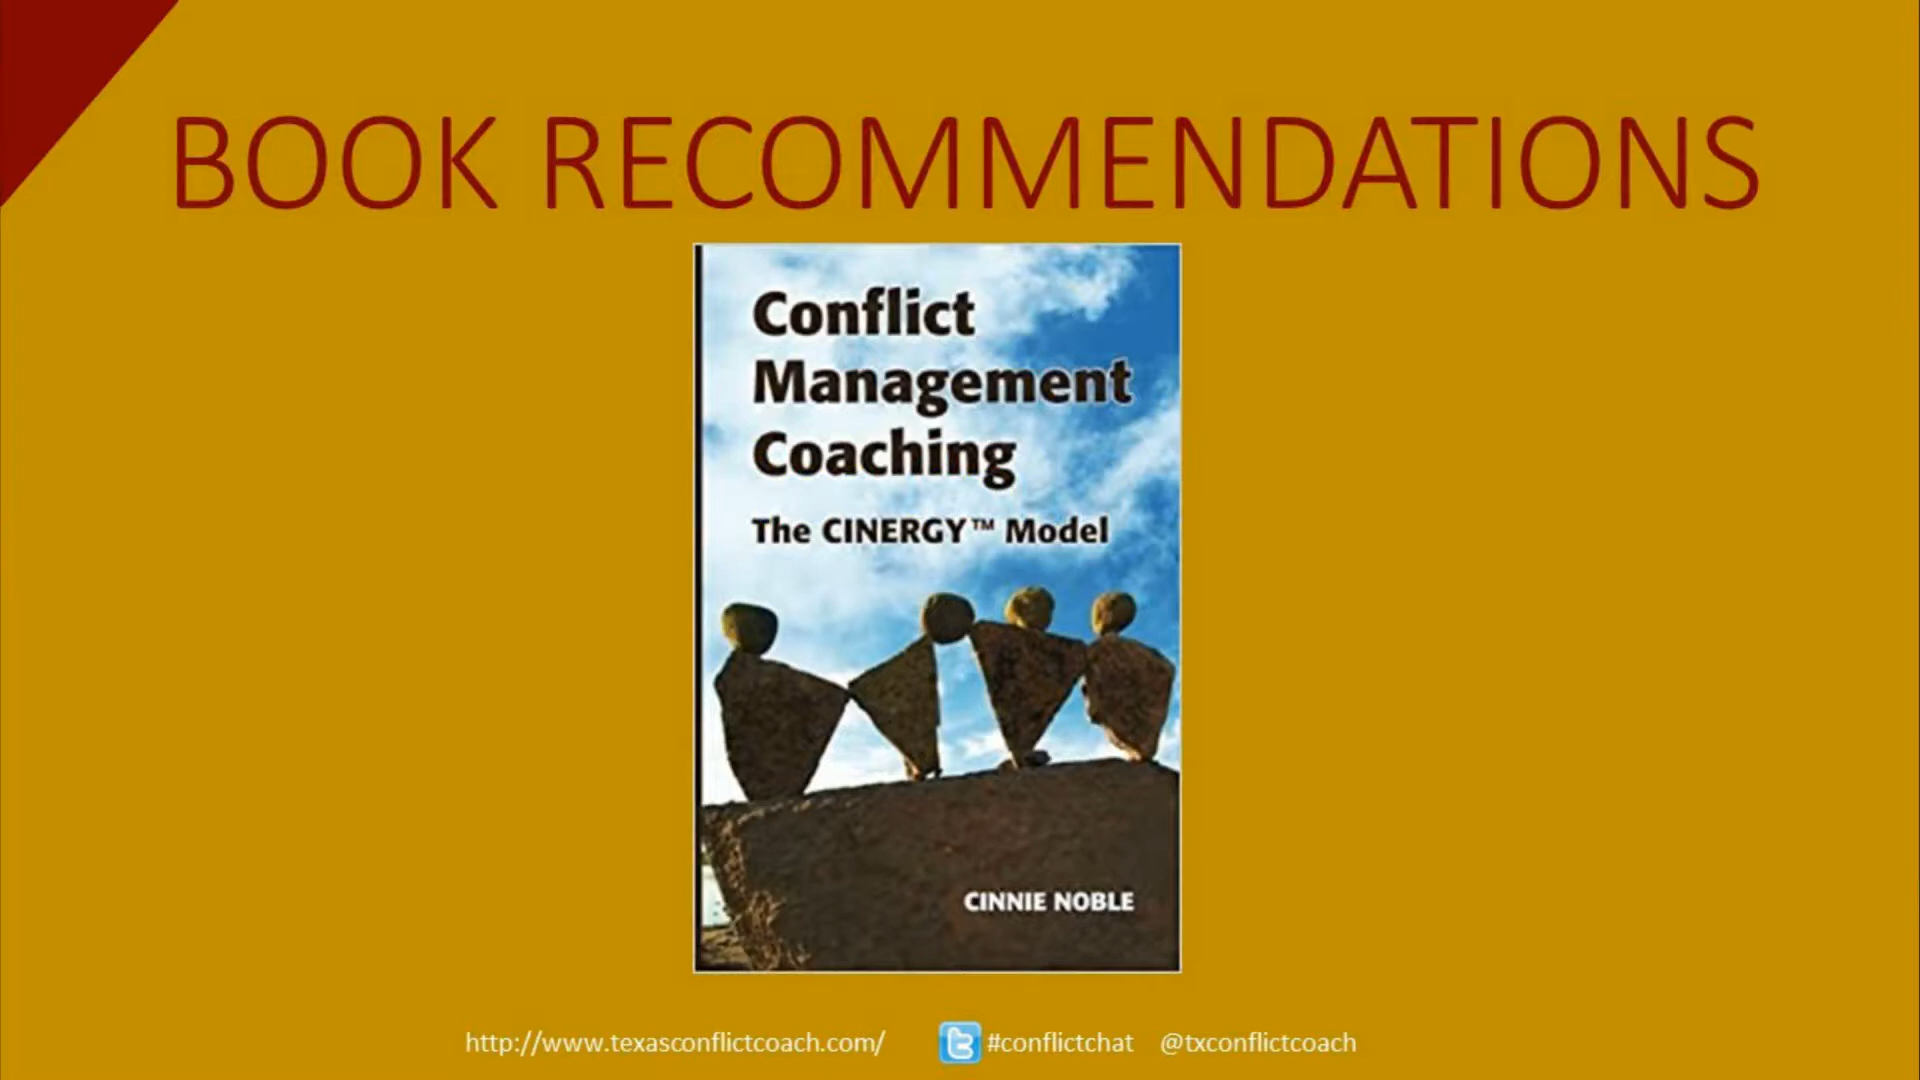 BOOK RECOMMENDATIONS
Conflict
Management
Coaching
The CINERGY™ Model
CINNIE NOBLE
http://www.texasconflictcoach.com/ #conflictchat @txconflictcoach